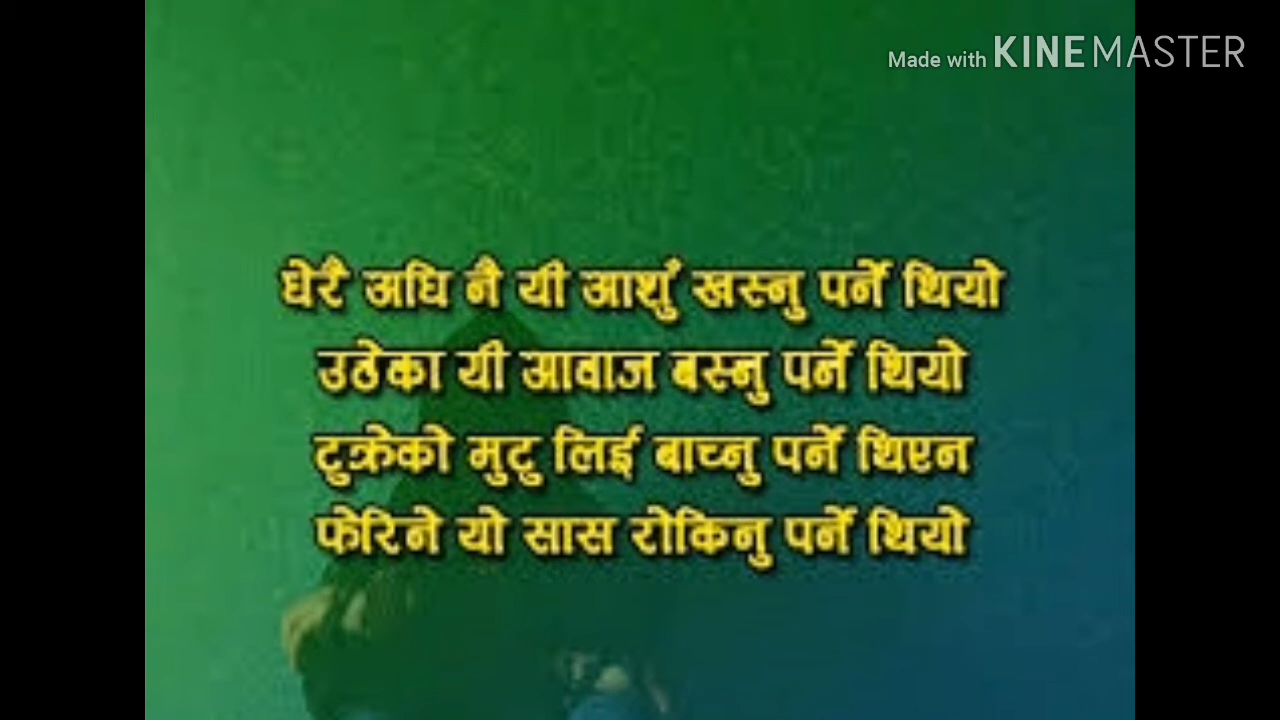 Made with KINEMASTER
धेरै अघि नै यी आशुँ खस्नु पर्ने थियो
उठेका यी आवाज बस्नु पर्ने थियो
टुक्रेको मुटु लिई बाच्नु पर्ने थिएन
फेरिने यो सास रोकिनु पर्ने थियो